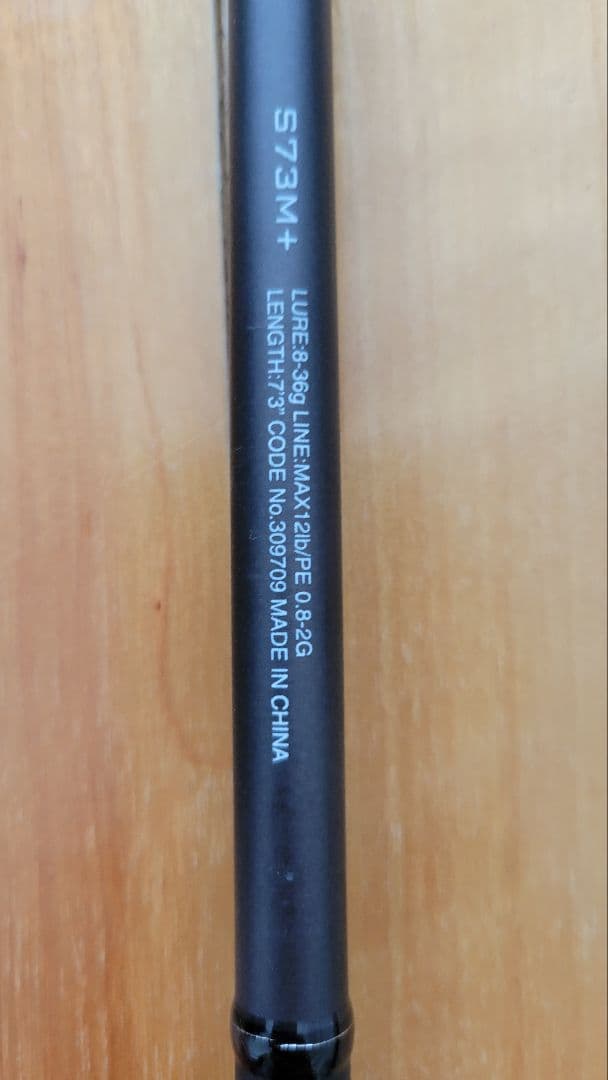 S73M+
LURE:8-36g LINE:MAX12lb/PE 0.8-2G
LENGTH:7'3" CODE No.309709 MADE IN CHINA